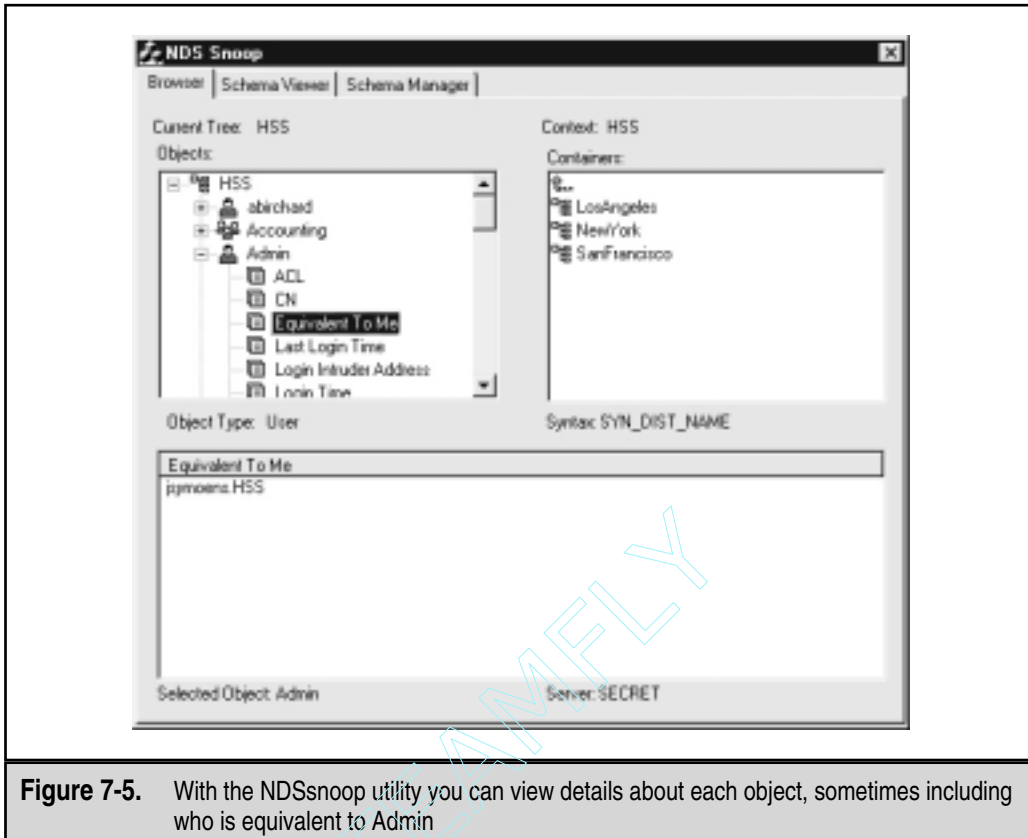 NDS Snoop
Browser Schema Viewer Schema Manager
Current Tree: HSS
Context: HSS
Objects:
Containers:
HSS
abirchard
Accounting
Admin
ACL
CN
Equivalent To Me
Last Login Time
Login Intruder Address
Login Time
LosAngeles
NewYork
SanFrancisco
Object Type: User
Syntax: SYN_DIST_NAME
Equivalent To Me
jsymoens.HSS
Selected Object: Admin
Server: SECRET
TEAMFLY
Figure 7-5. With the NDSsnoop utility you can view details about each object, sometimes including
who is equivalent to Admin